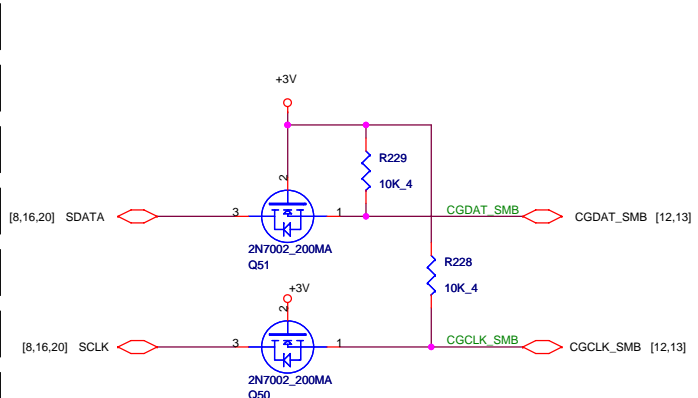 +3V
R229
10K_4
2
[8,16,20] SDATA
3
1
CGDAT_SMB
CGDAT_SMB [12,13]
2N7002_200MA
Q51
R228
10K_4
+3V
2
[8,16,20] SCLK
3
1
CGCLK_SMB
CGCLK_SMB [12,13]
2N7002_200MA
Q50